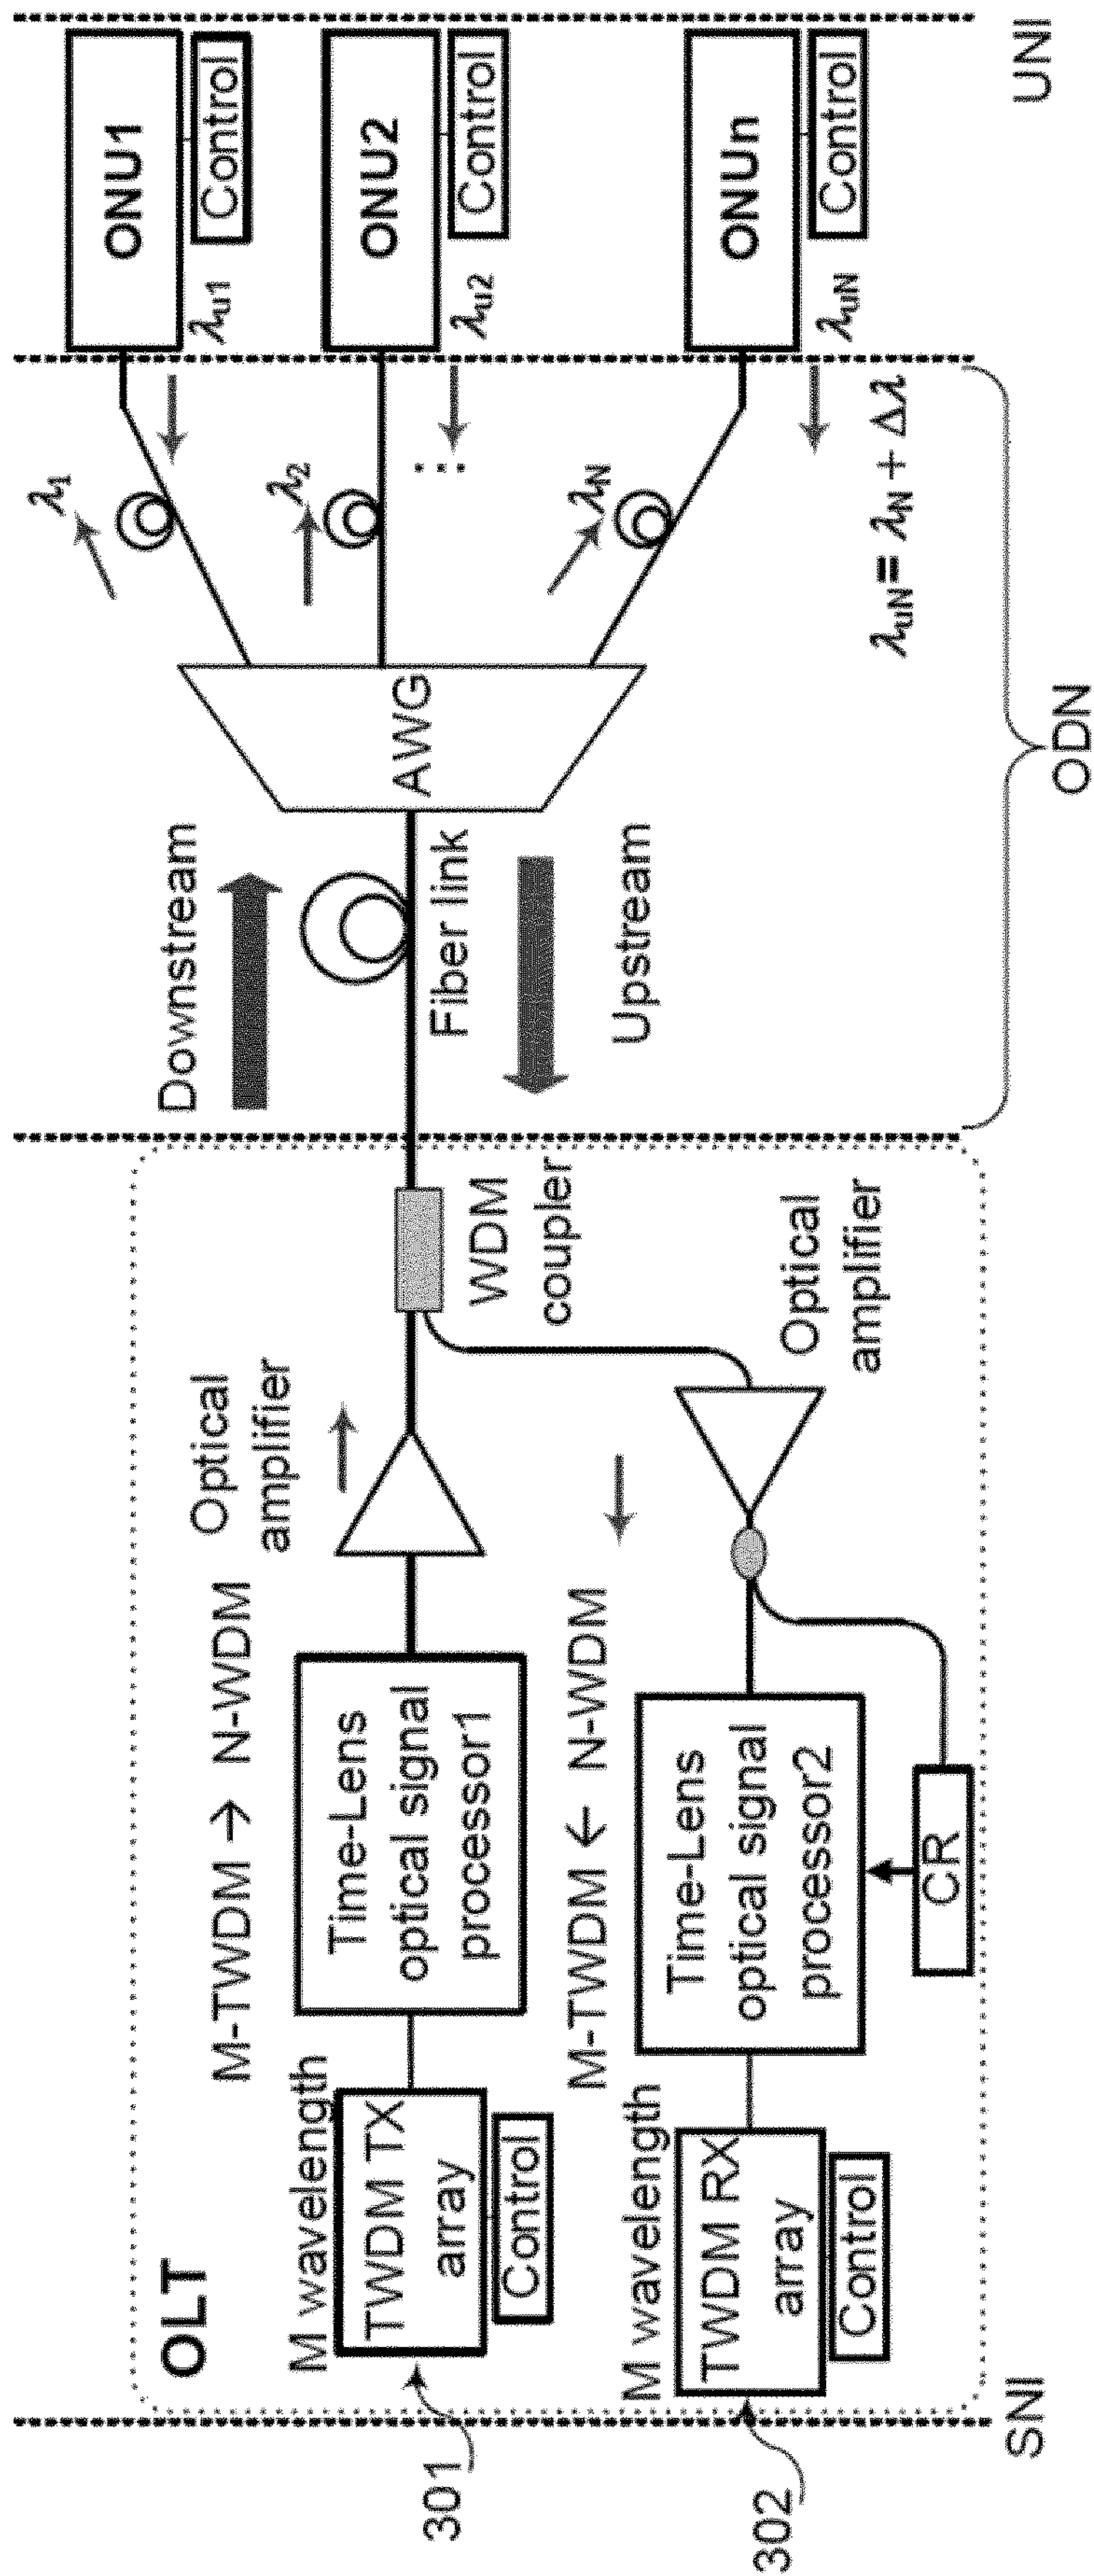 OLT
M-TWDM → N-WDM
Optical
amplifier
M wavelength
TWDM TX
array
Control
Time-Lens
optical signal
processor1
301
WDM
coupler
M-TWDM ← N-WDM
M wavelength
TWDM RX
array
Control
Time-Lens
optical signal
processor2
CR
Optical
amplifier
302
SNI
Downstream
Fiber link
Upstream
AWG
λ1
λ2
λN
λuN = λN + Δλ
ODN
ONU1
Control
λu1
ONU2
Control
λu2
ONUn
Control
λuN
UNI